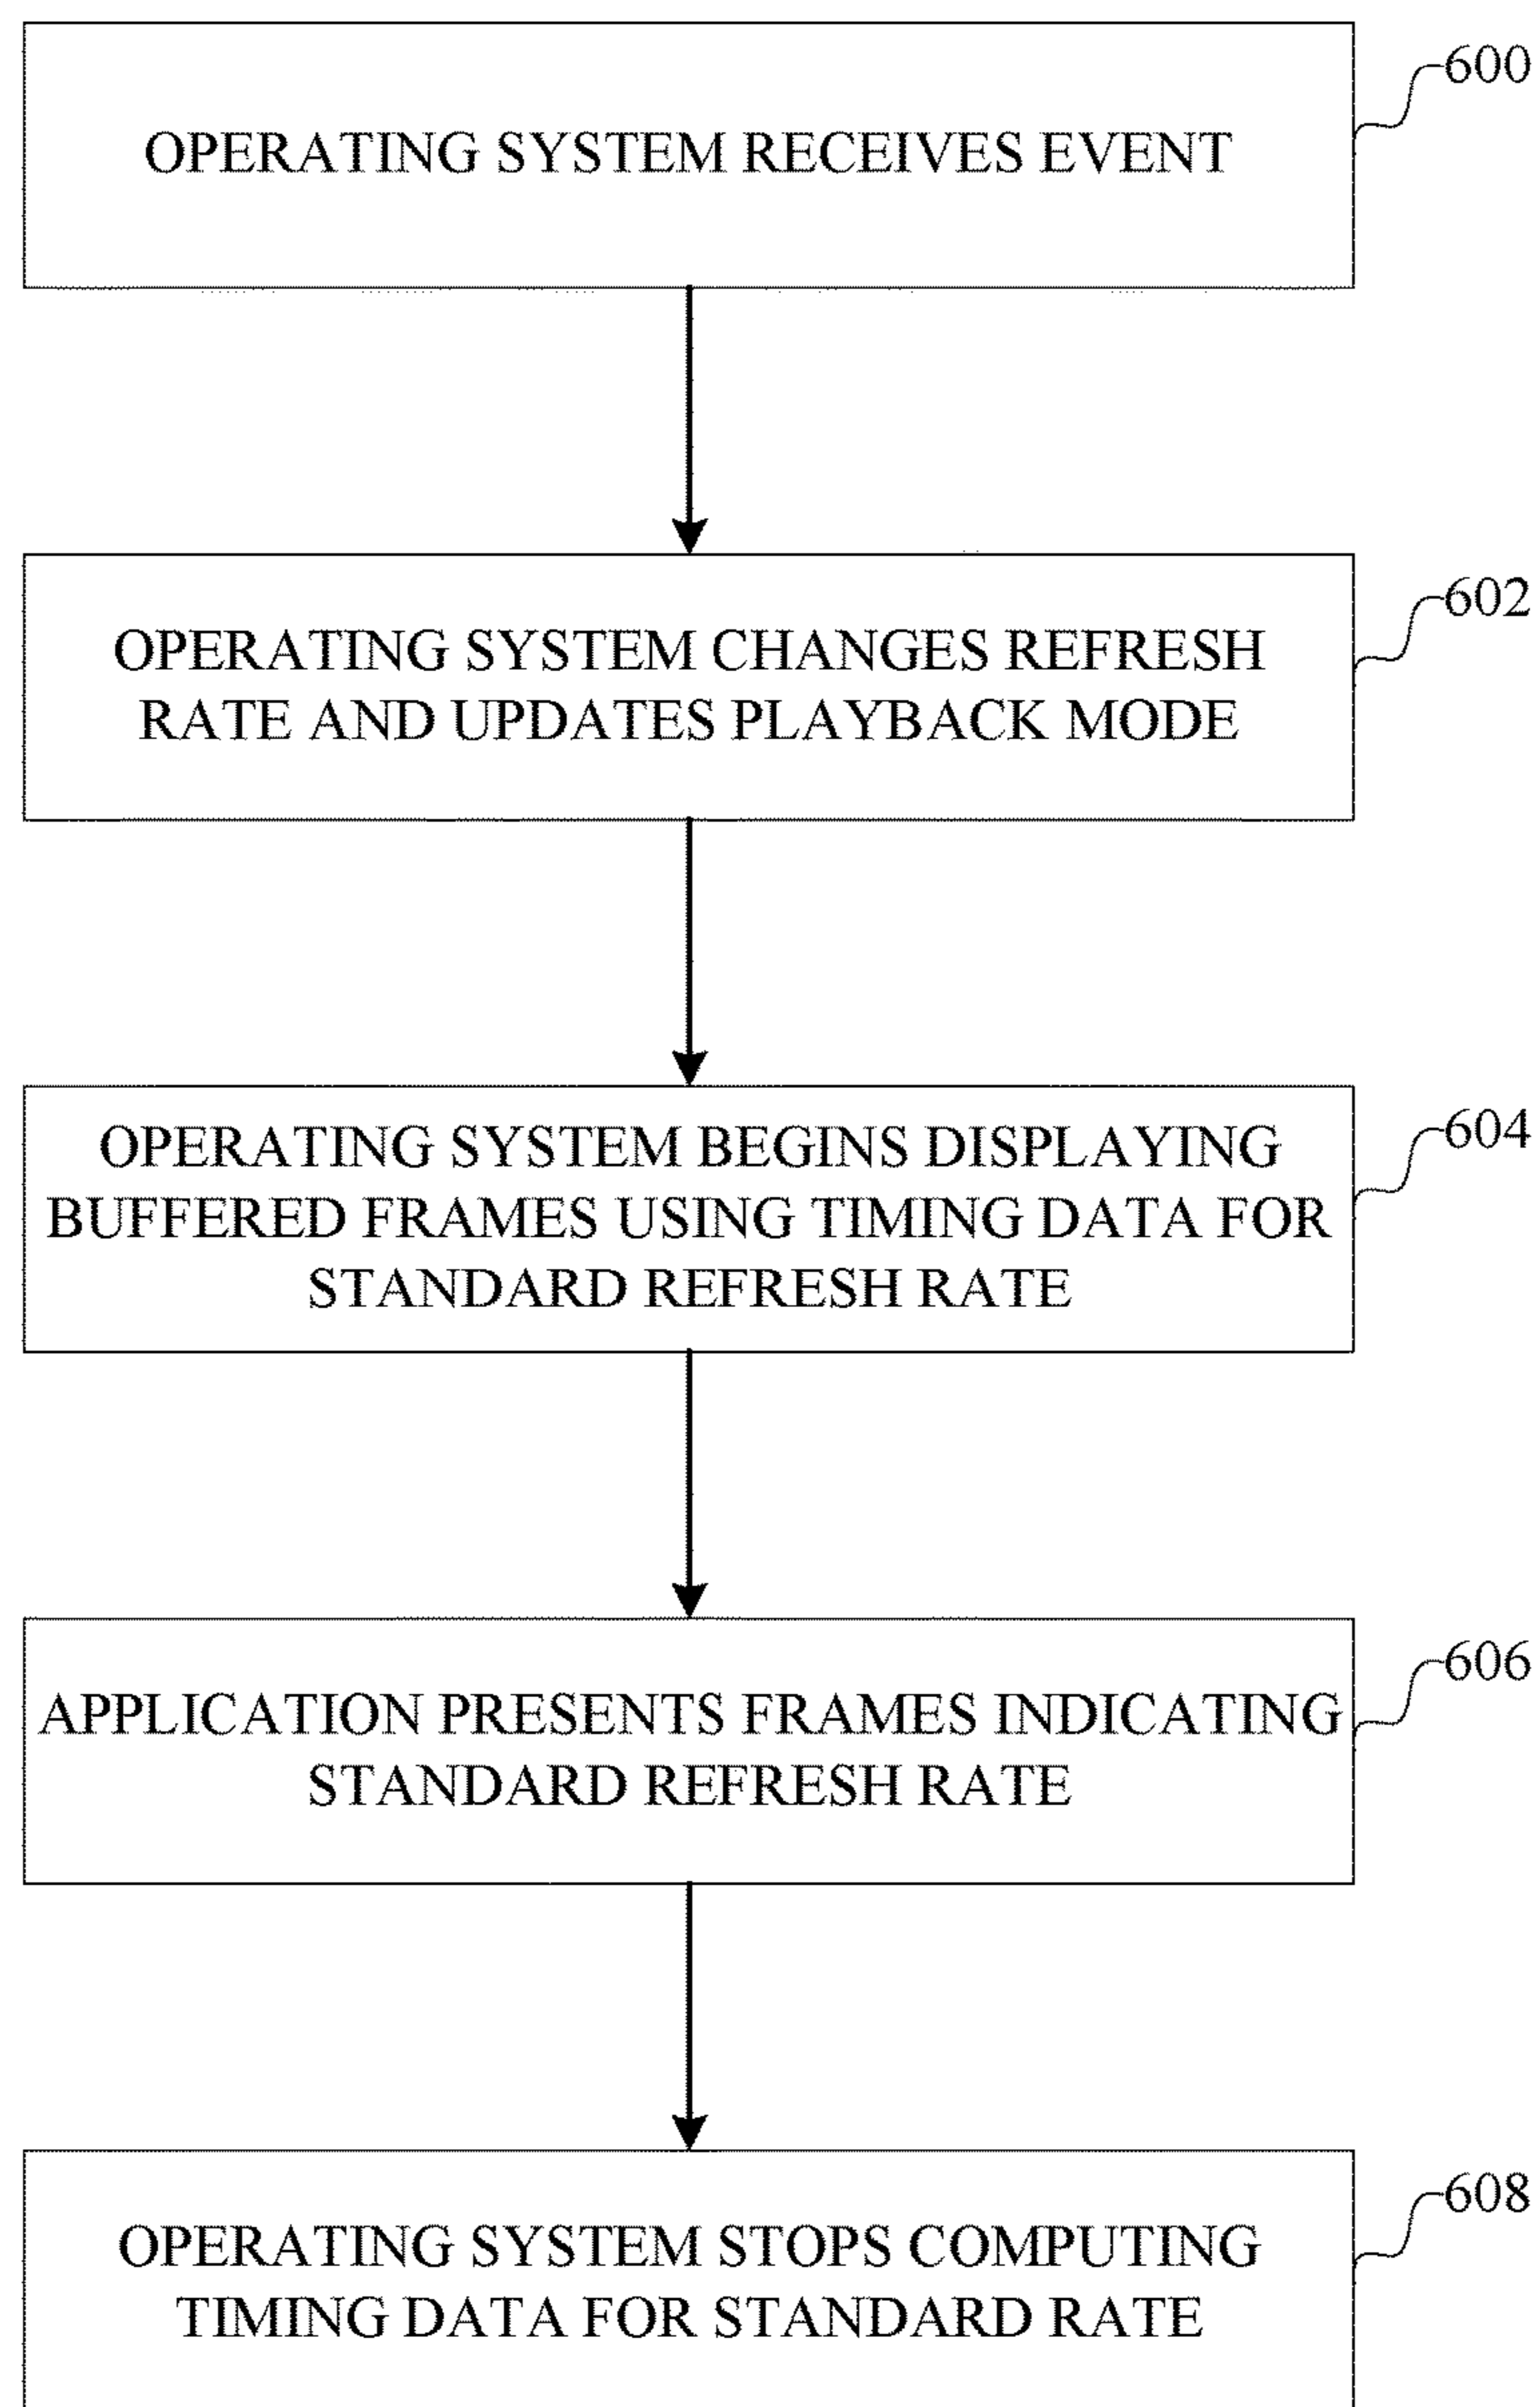 600
OPERATING SYSTEM RECEIVES EVENT
602
OPERATING SYSTEM CHANGES REFRESH
RATE AND UPDATES PLAYBACK MODE
604
OPERATING SYSTEM BEGINS DISPLAYING
BUFFERED FRAMES USING TIMING DATA FOR
STANDARD REFRESH RATE
606
APPLICATION PRESENTS FRAMES INDICATING
STANDARD REFRESH RATE
608
OPERATING SYSTEM STOPS COMPUTING
TIMING DATA FOR STANDARD RATE